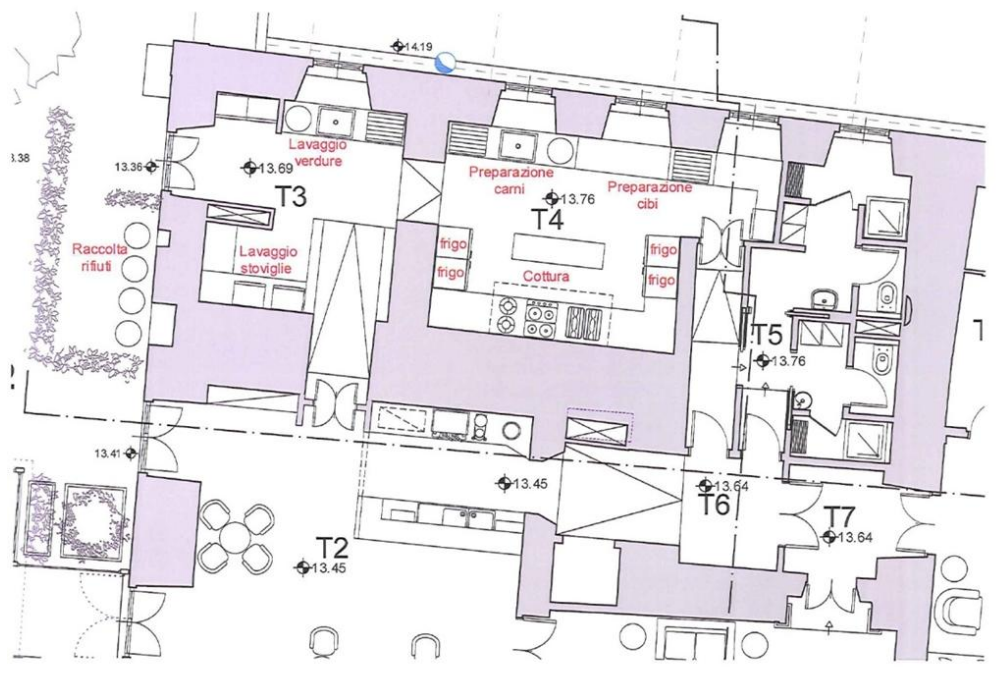 14.19
Lavaggio
verdure
3.38
13.36
13.69
T3
Preparazione
carni
Preparazione
cibi
13.76
T4
Raccolta
rifiuti
Lavaggio
stoviglie
frigo
frigo
frigo
frigo
Cottura
T5
13.76
13.41
13.45
13.64
T6
T7
13.64
T2
13.45